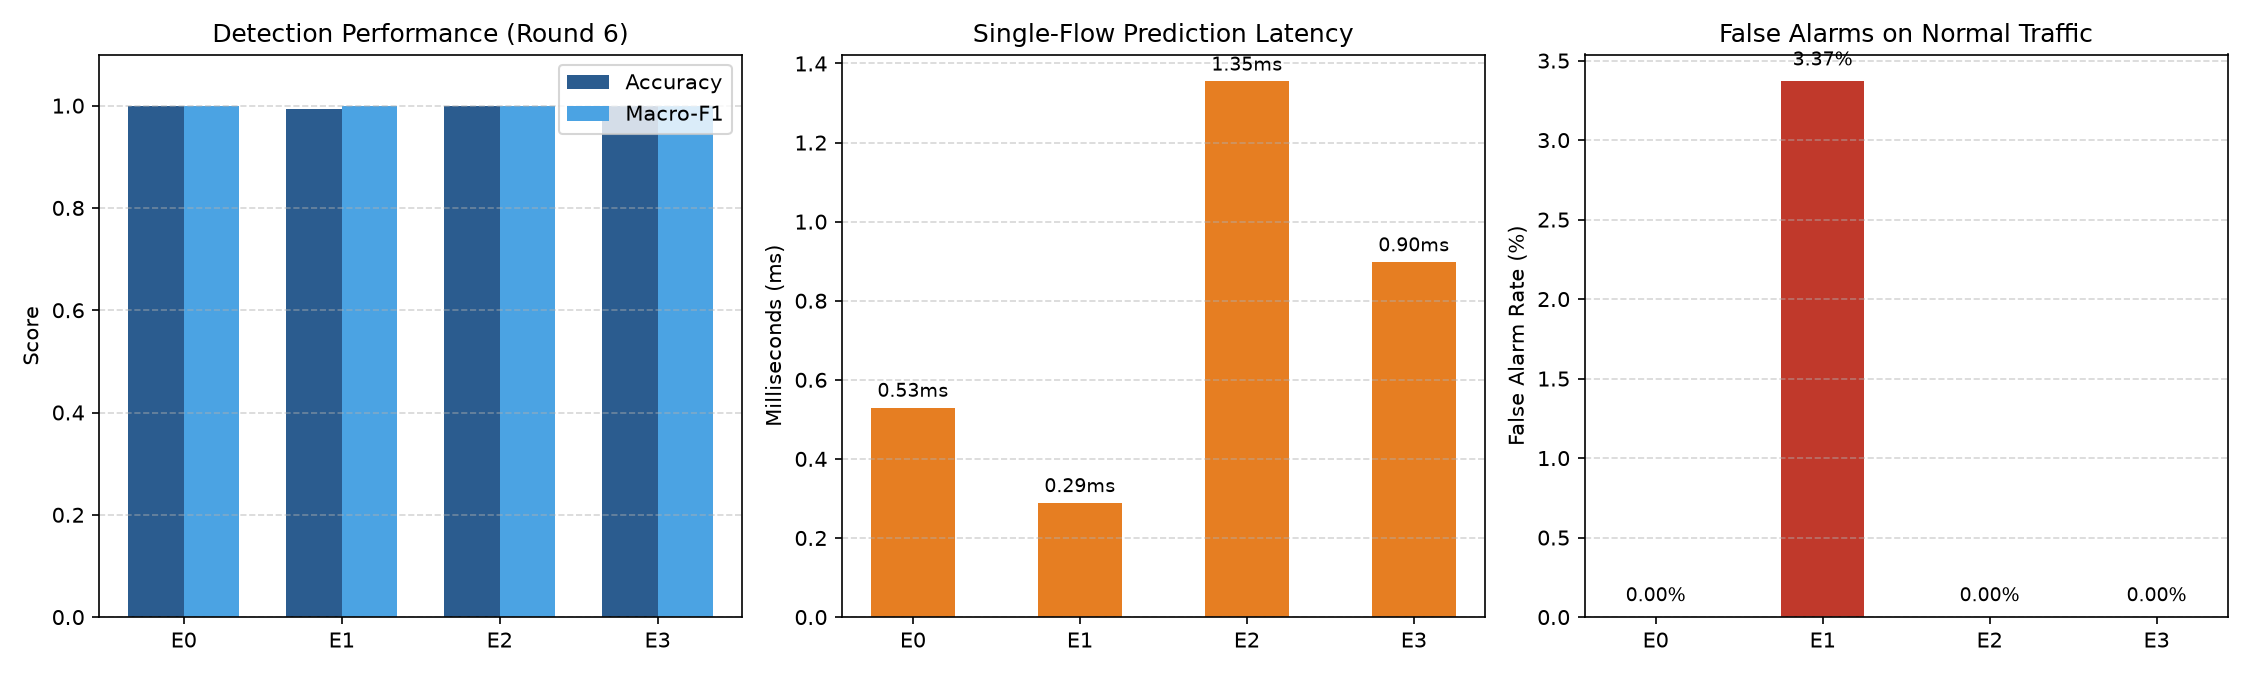 Detection Performance (Round 6)
Score
1.0
0.8
0.6
0.4
0.2
0.0
Accuracy
Macro-F1
E0 E1 E2 E3
Single-Flow Prediction Latency
Milliseconds (ms)
1.4
1.2
1.0
0.8
0.6
0.4
0.2
0.0
0.53ms
0.29ms
1.35ms
0.90ms
E0 E1 E2 E3
False Alarms on Normal Traffic
False Alarm Rate (%)
3.5
3.0
2.5
2.0
1.5
1.0
0.5
0.0
0.00%
3.37%
0.00%
0.00%
E0 E1 E2 E3